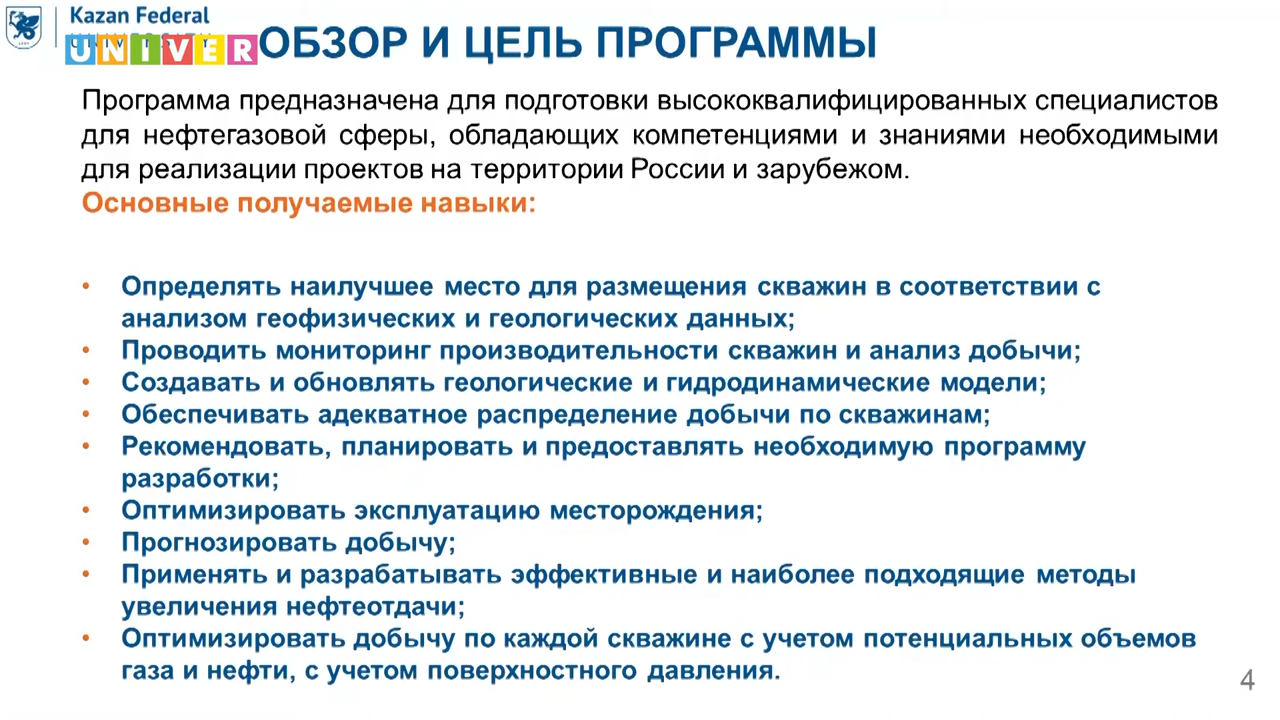 Kazan Federal
UNIVERSITY
UNIVER
ОБЗОР И ЦЕЛЬ ПРОГРАММЫ
Программа предназначена для подготовки высококвалифицированных специалистов
для нефтегазовой сферы, обладающих компетенциями и знаниями необходимыми
для реализации проектов на территории России и зарубежом.
Основные получаемые навыки:
• Определять наилучшее место для размещения скважин в соответствии с
анализом геофизических и геологических данных;
• Проводить мониторинг производительности скважин и анализ добычи;
• Создавать и обновлять геологические и гидродинамические модели;
• Обеспечивать адекватное распределение добычи по скважинам;
• Рекомендовать, планировать и предоставлять необходимую программу
разработки;
• Оптимизировать эксплуатацию месторождения;
• Прогнозировать добычу;
• Применять и разрабатывать эффективные и наиболее подходящие методы
увеличения нефтеотдачи;
• Оптимизировать добычу по каждой скважине с учетом потенциальных объемов
газа и нефти, с учетом поверхностного давления.
4